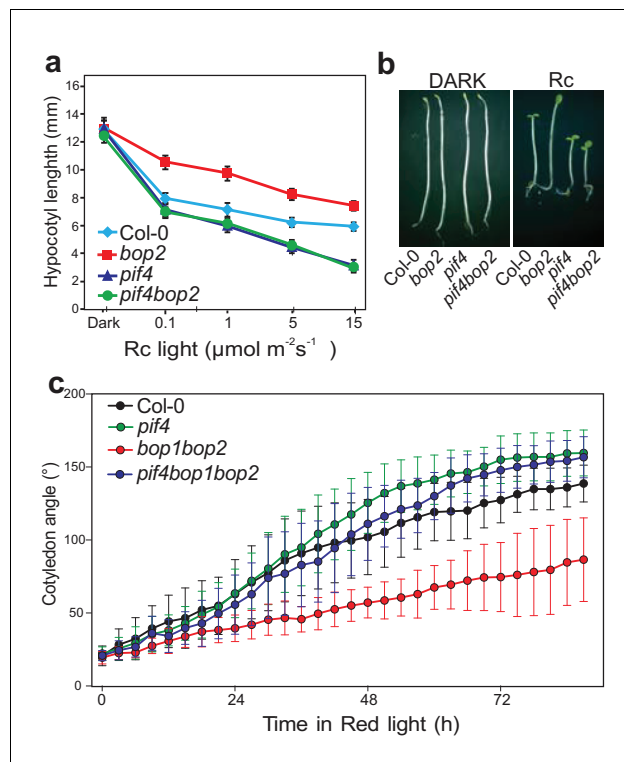 a
b
DARK
Rc
16
14
12
10
8
6
4
2
0
Hypocotyl lenghth (mm)
Col-0
bop2
pif4
pif4bop2
Dark
0.1
1
5
15
Rc light (µmol m⁻²s⁻¹ )
Col-0
bop2
pif4
pif4bop2
Col-0
bop2
pif4
pif4bop2
c
200
150
100
50
0
Cotyledon angle (°)
Col-0
pif4
bop1bop2
pif4bop1bop2
0
24
48
72
Time in Red light (h)